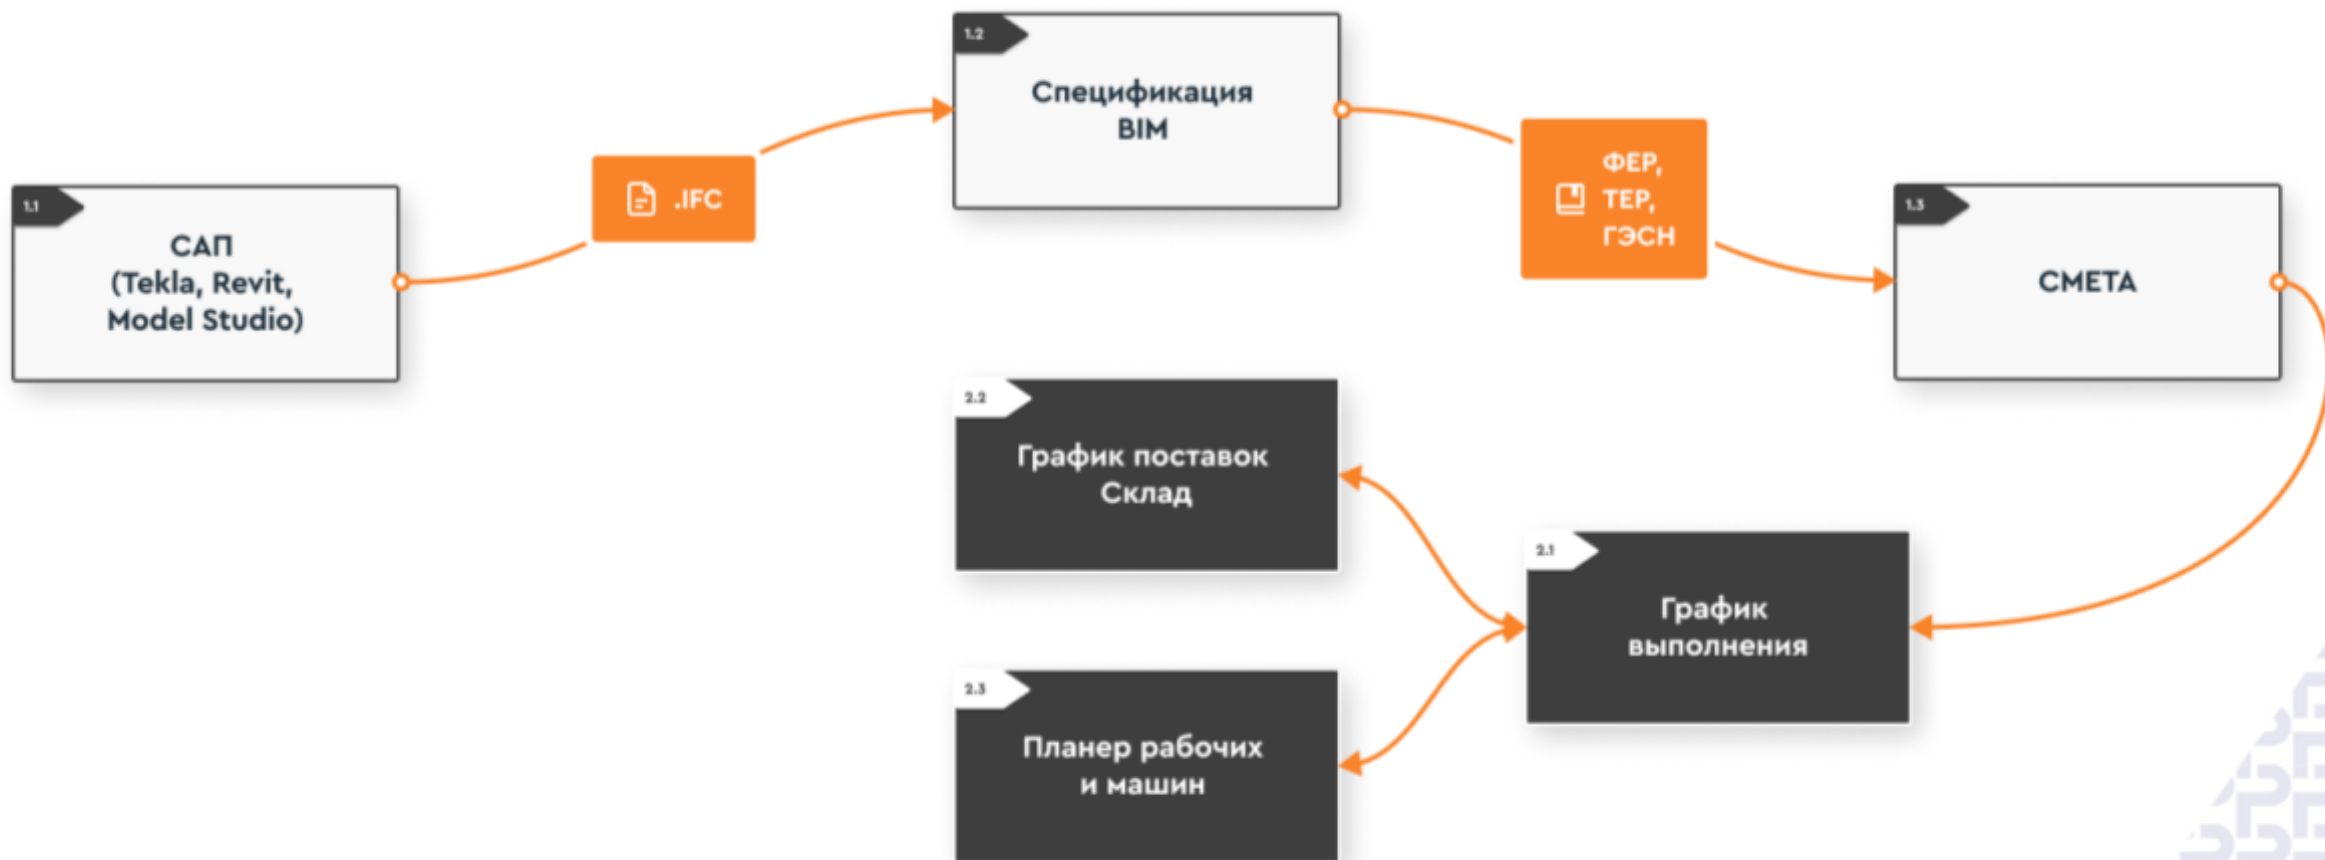 1.1
САП
(Tekla, Revit,
Model Studio)
.IFC
1.2
Спецификация
BIM
ФЕР,
ТЕР,
ГЭСН
1.3
СМЕТА
2.1
График
выполнения
2.2
График поставок
Склад
2.3
Планер рабочих
и машин